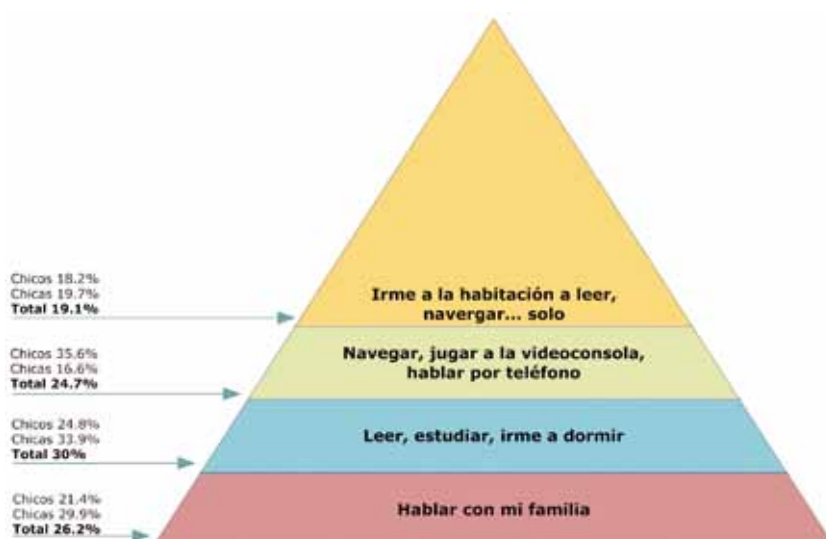 Chicos 18.2%
Chicas 19.7%
Total 19.1%
Irme a la habitación a leer,
navergar... solo
Chicos 35.6%
Chicas 16.6%
Total 24.7%
Navegar, jugar a la videoconsola,
hablar por teléfono
Chicos 24.8%
Chicas 33.9%
Total 30%
Leer, estudiar, irme a dormir
Chicos 21.4%
Chicas 29.9%
Total 26.2%
Hablar con mi familia